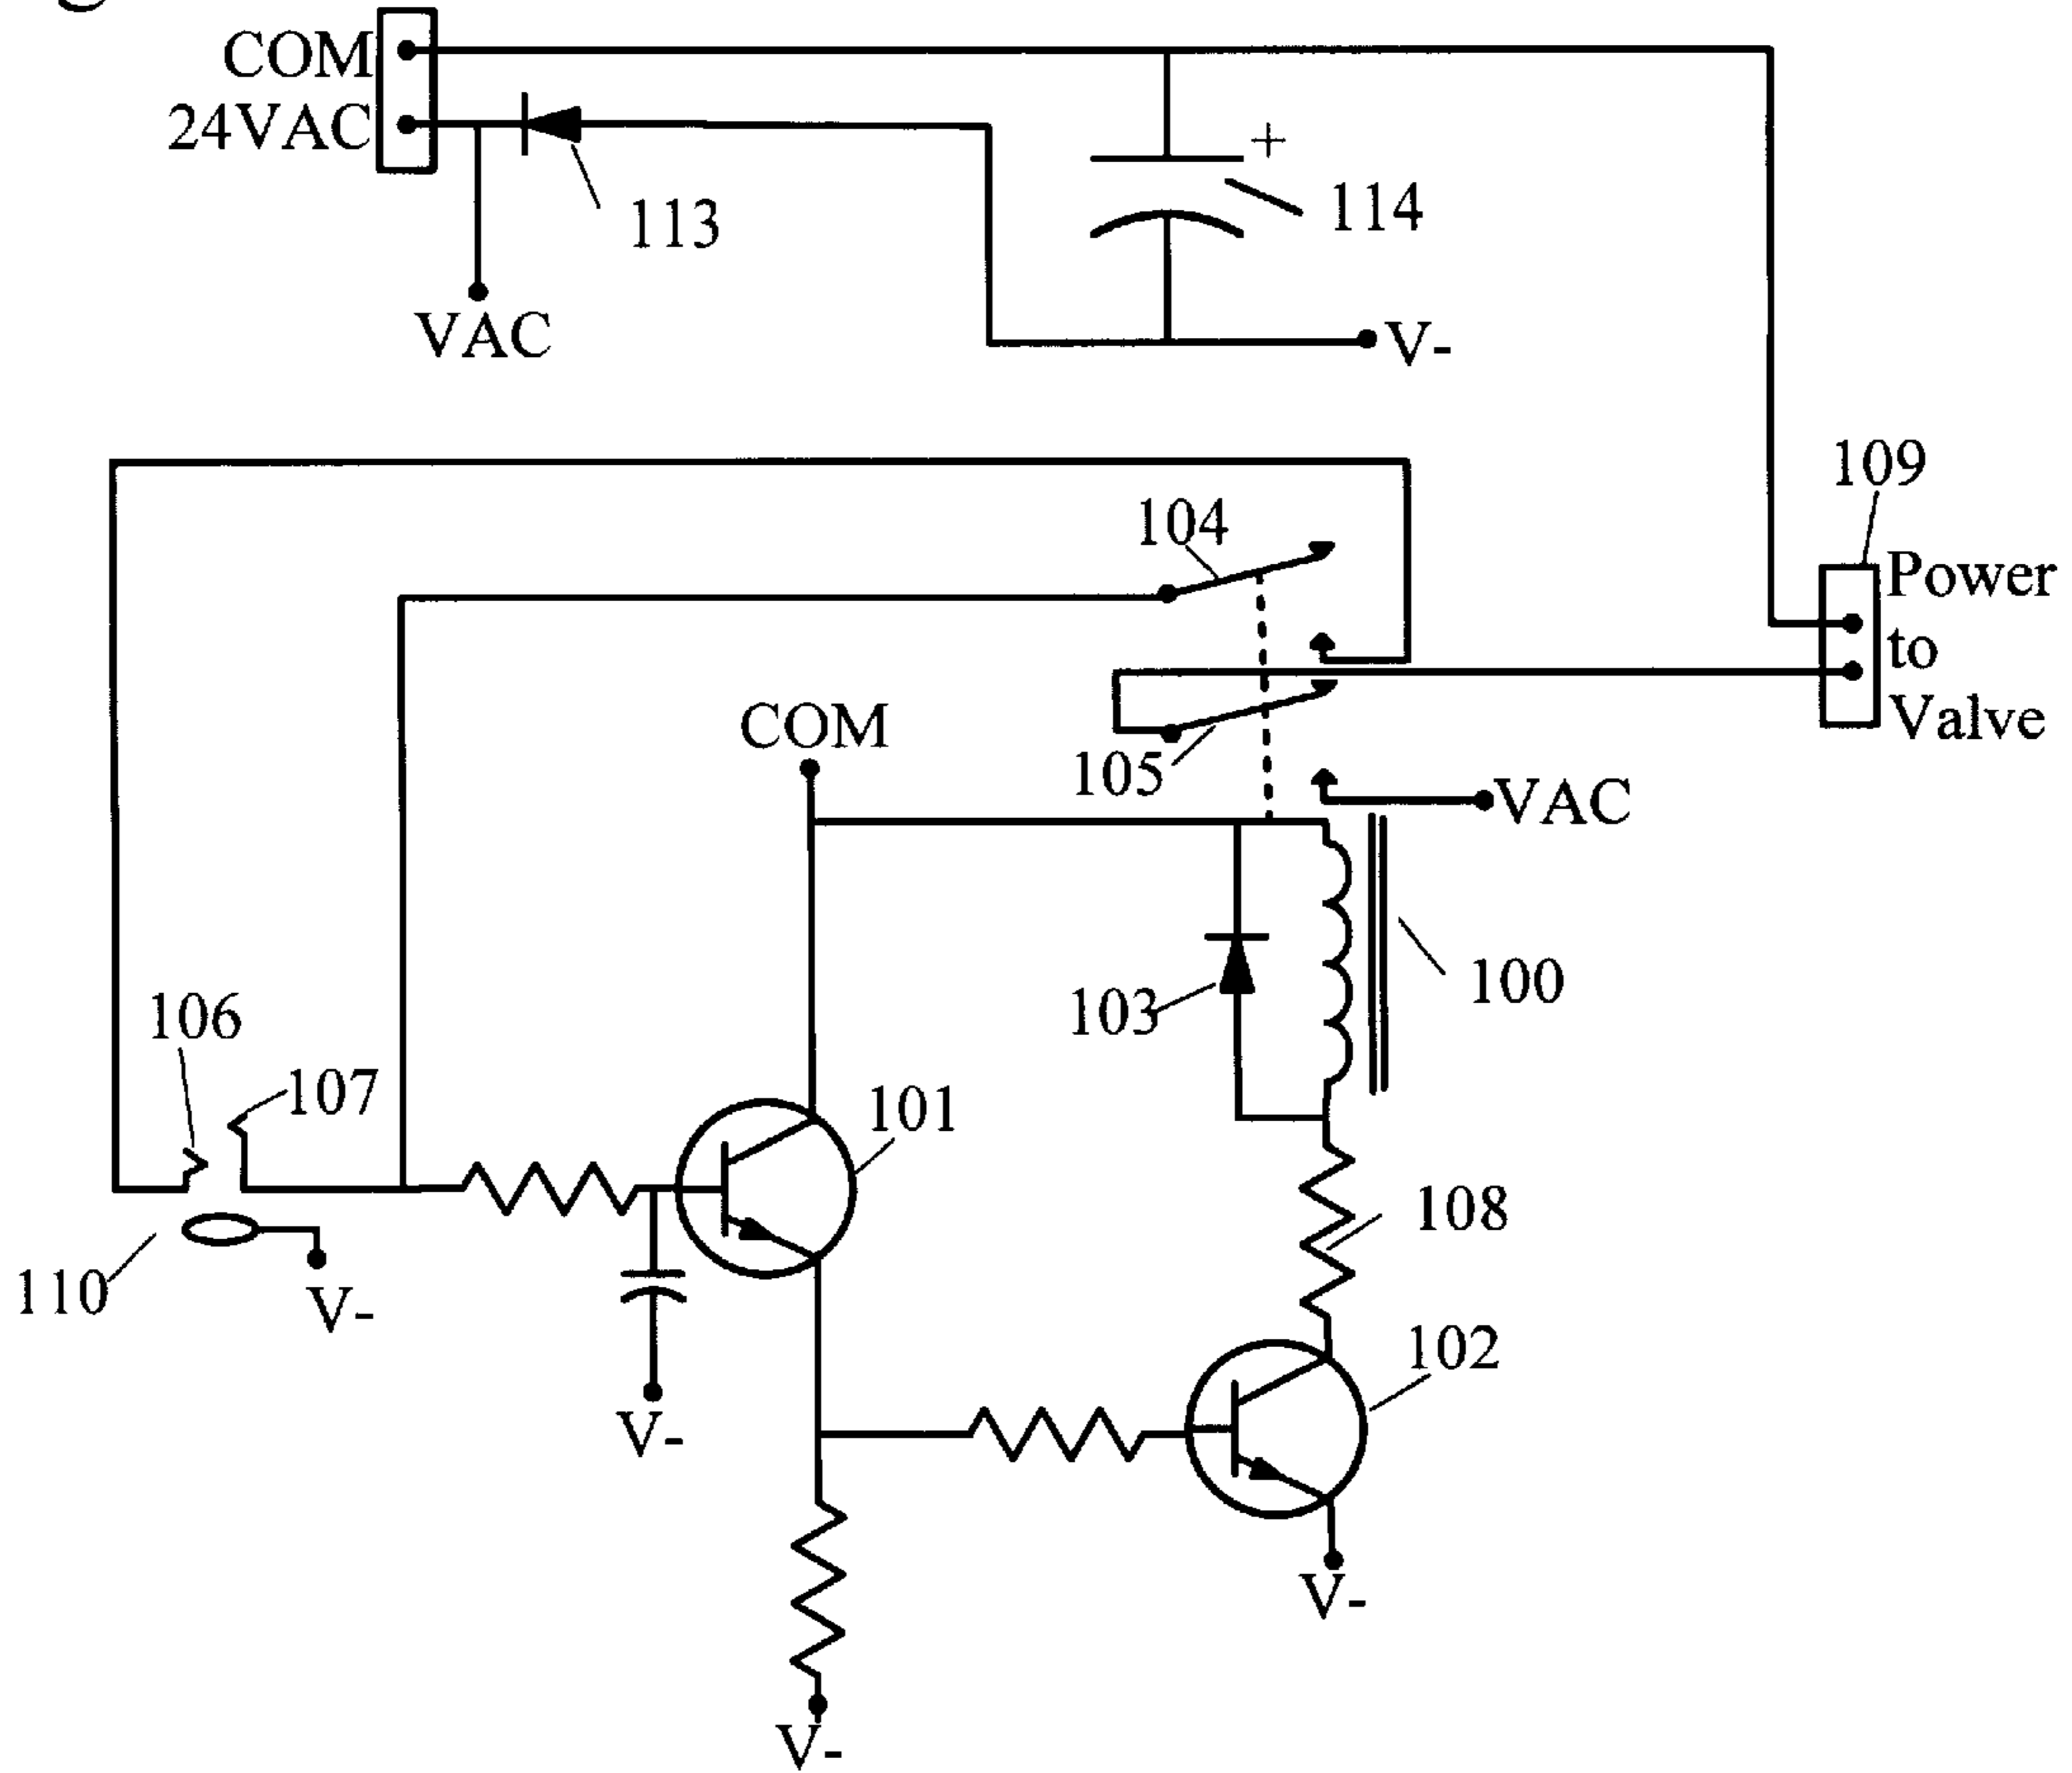 COM
24VAC
113
+
114
VAC
V-
109
104
Power
to
Valve
COM
105
VAC
106
103
100
107
101
108
110
V-
102
V-
V-
V-